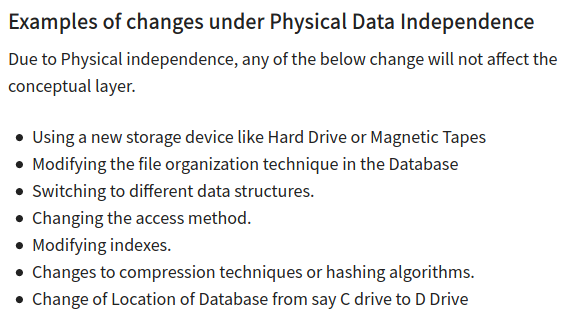 Examples of changes under Physical Data Independence
Due to Physical independence, any of the below change will not affect the
conceptual layer.
● Using a new storage device like Hard Drive or Magnetic Tapes
● Modifying the file organization technique in the Database
● Switching to different data structures.
● Changing the access method.
● Modifying indexes.
● Changes to compression techniques or hashing algorithms.
● Change of Location of Database from say C drive to D Drive